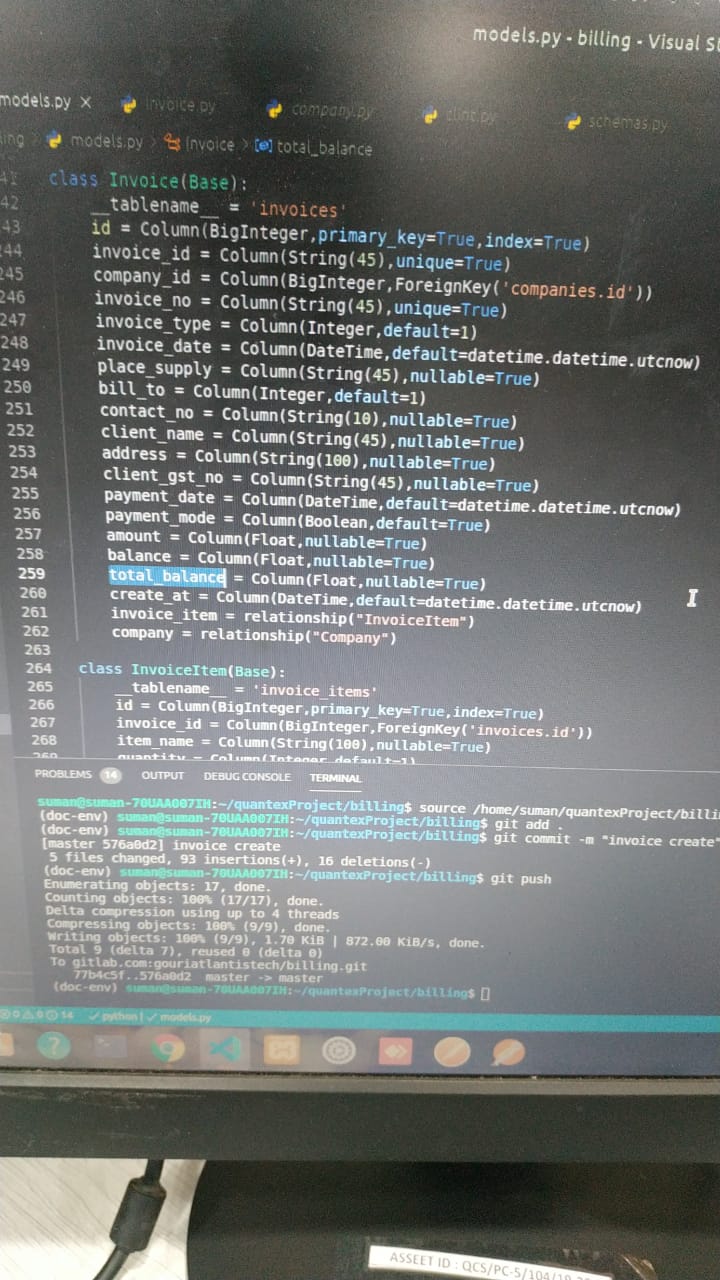 models.py - billing - Visual St
models.py × invoice.py company.py clint.py schemas.py
ing > models.py > Invoice > total_balance
41 class Invoice(Base):
42 __tablename__ = 'invoices'
43 id = Column(BigInteger,primary_key=True,index=True)
244 invoice_id = Column(String(45),unique=True)
245 company_id = Column(BigInteger,ForeignKey('companies.id'))
246 invoice_no = Column(String(45),unique=True)
247 invoice_type = Column(Integer,default=1)
248 invoice_date = Column(DateTime,default=datetime.datetime.utcnow)
249 place_supply = Column(String(45),nullable=True)
250 bill_to = Column(Integer,default=1)
251 contact_no = Column(String(10),nullable=True)
252 client_name = Column(String(45),nullable=True)
253 address = Column(String(100),nullable=True)
254 client_gst_no = Column(String(45),nullable=True)
255 payment_date = Column(DateTime,default=datetime.datetime.utcnow)
256 payment_mode = Column(Boolean,default=True)
257 amount = Column(Float,nullable=True)
258 balance = Column(Float,nullable=True)
259 total_balance = Column(Float,nullable=True)
260 create_at = Column(DateTime,default=datetime.datetime.utcnow)
261 invoice_item = relationship("InvoiceItem")
262 company = relationship("Company")
263
264 class InvoiceItem(Base):
265 __tablename__ = 'invoice_items'
266 id = Column(BigInteger,primary_key=True,index=True)
267 invoice_id = Column(BigInteger,ForeignKey('invoices.id'))
268 item_name = Column(String(100),nullable=True)
269 quantity = Column(Integer,default=1)
PROBLEMS 14 OUTPUT DEBUG CONSOLE TERMINAL
suman@suman-70UAA007IH:~/quantexProject/billing$ source /home/suman/quantexProject/billi
(doc-env) suman@suman-70UAA007IH:~/quantexProject/billing$ git add .
(doc-env) suman@suman-70UAA007IH:~/quantexProject/billing$ git commit -m "invoice create"
[master 576a0d2] invoice create
5 files changed, 93 insertions(+), 16 deletions(-)
(doc-env) suman@suman-70UAA007IH:~/quantexProject/billing$ git push
Enumerating objects: 17, done.
Counting objects: 100% (17/17), done.
Delta compression using up to 4 threads
Compressing objects: 100% (9/9), done.
Writing objects: 100% (9/9), 1.70 KiB | 872.00 KiB/s, done.
Total 9 (delta 7), reused 0 (delta 0)
To gitlab.com:gouriatlantistech/billing.git
77b4c5f..576a0d2 master -> master
(doc-env) suman@suman-70UAA007IH:~/quantexProject/billing$
0 0 14 python | models.py
ASSEET ID : QCS/PC-5/104/19